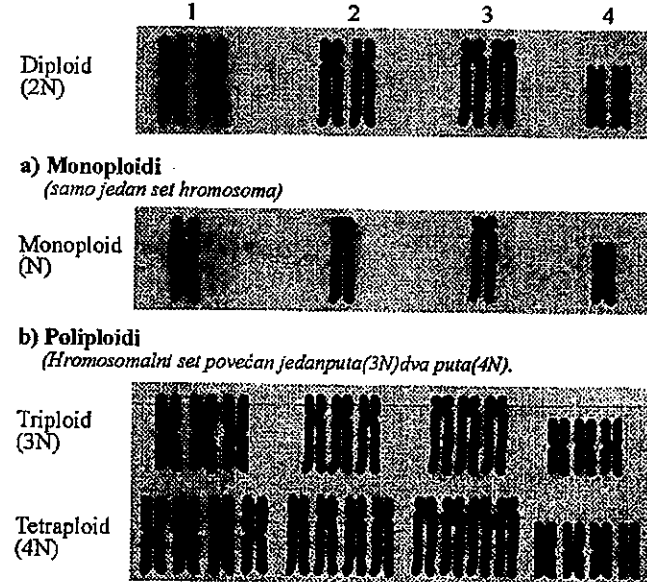 1 2 3 4
Diploid
(2N)
a) Monoploidi
(samo jedan set hromosoma)
Monoploid
(N)
b) Poliploidi
(Hromosomalni set povećan jedanputa(3N)dva puta(4N).
Triploid
(3N)
Tetraploid
(4N)